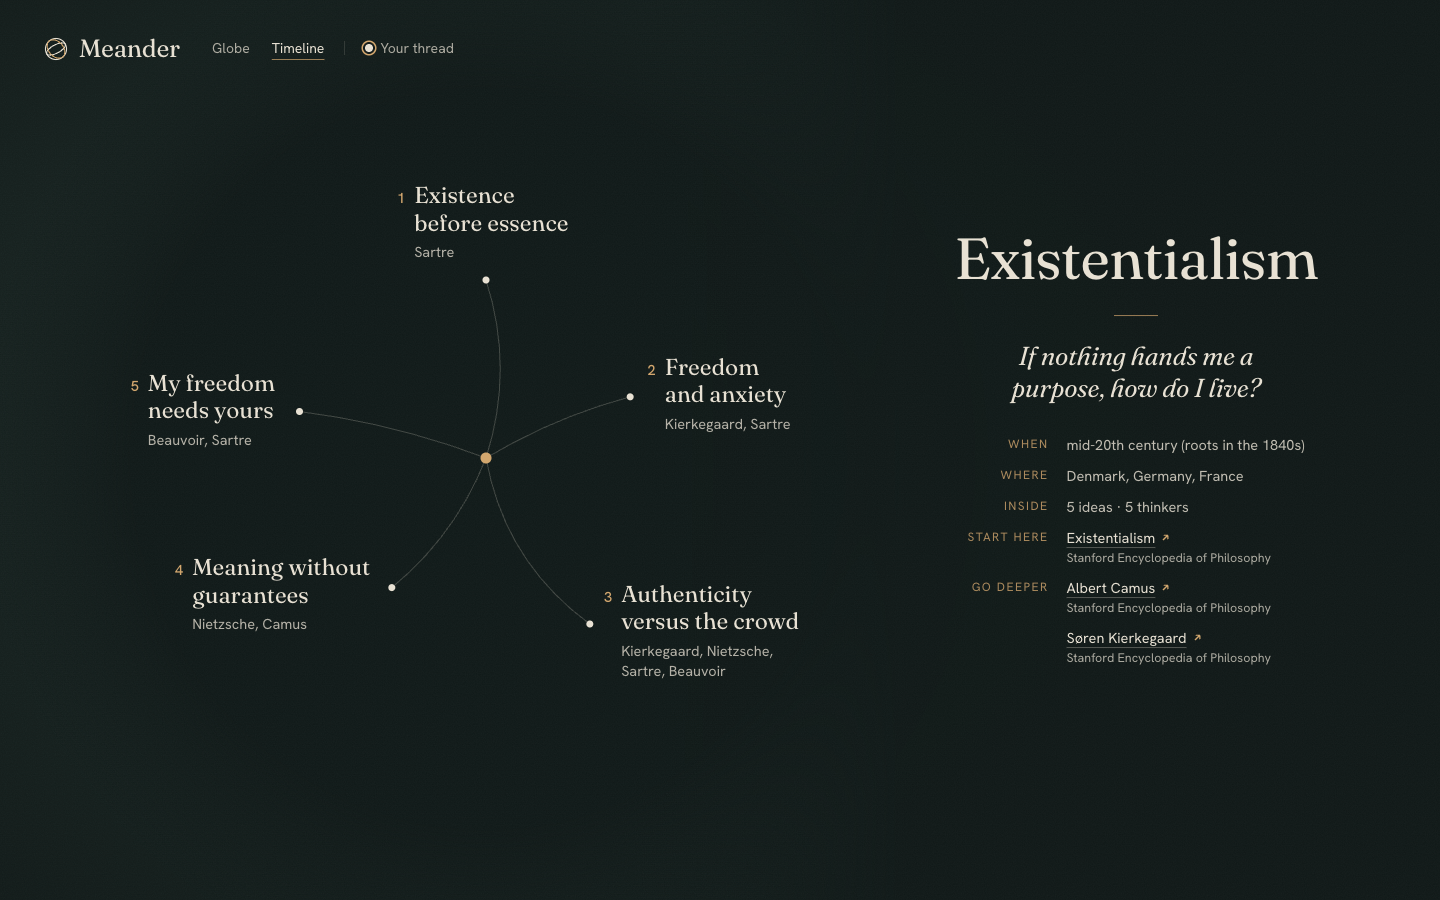 Meander
Globe
Timeline
Your thread
1 Existence
before essence
Sartre
2 Freedom
and anxiety
Kierkegaard, Sartre
3 Authenticity
versus the crowd
Kierkegaard, Nietzsche,
Sartre, Beauvoir
4 Meaning without
guarantees
Nietzsche, Camus
5 My freedom
needs yours
Beauvoir, Sartre
Existentialism
If nothing hands me a
purpose, how do I live?
WHEN mid-20th century (roots in the 1840s)
WHERE Denmark, Germany, France
INSIDE 5 ideas · 5 thinkers
START HERE Existentialism ↗
Stanford Encyclopedia of Philosophy
GO DEEPER Albert Camus ↗
Stanford Encyclopedia of Philosophy
Søren Kierkegaard ↗
Stanford Encyclopedia of Philosophy